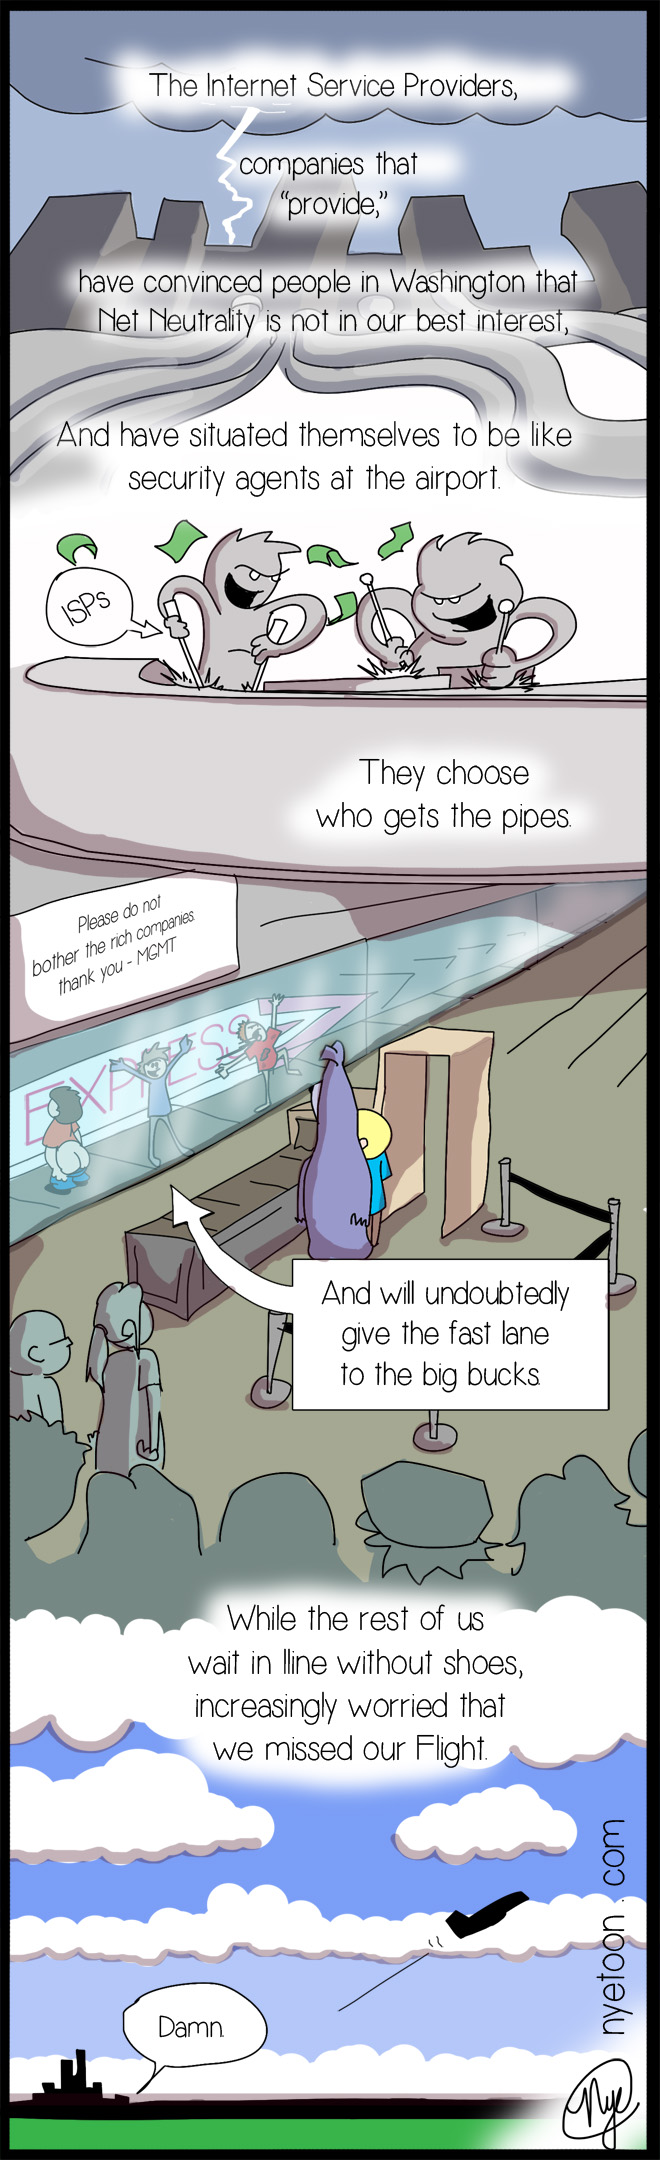 The Internet Service Providers,
companies that
"provide,"
have convinced people in Washington that
Net Neutrality is not in our best interest,
And have situated themselves to be like
security agents at the airport.
ISPs
They choose
who gets the pipes.
Please do not
bother the rich companies.
thank you - MGMT
EXPRESS
And will undoubtedly
give the fast lane
to the big bucks.
While the rest of us
wait in lline without shoes,
increasingly worried that
we missed our Flight.
nyetoon.com
Damn.
Nye